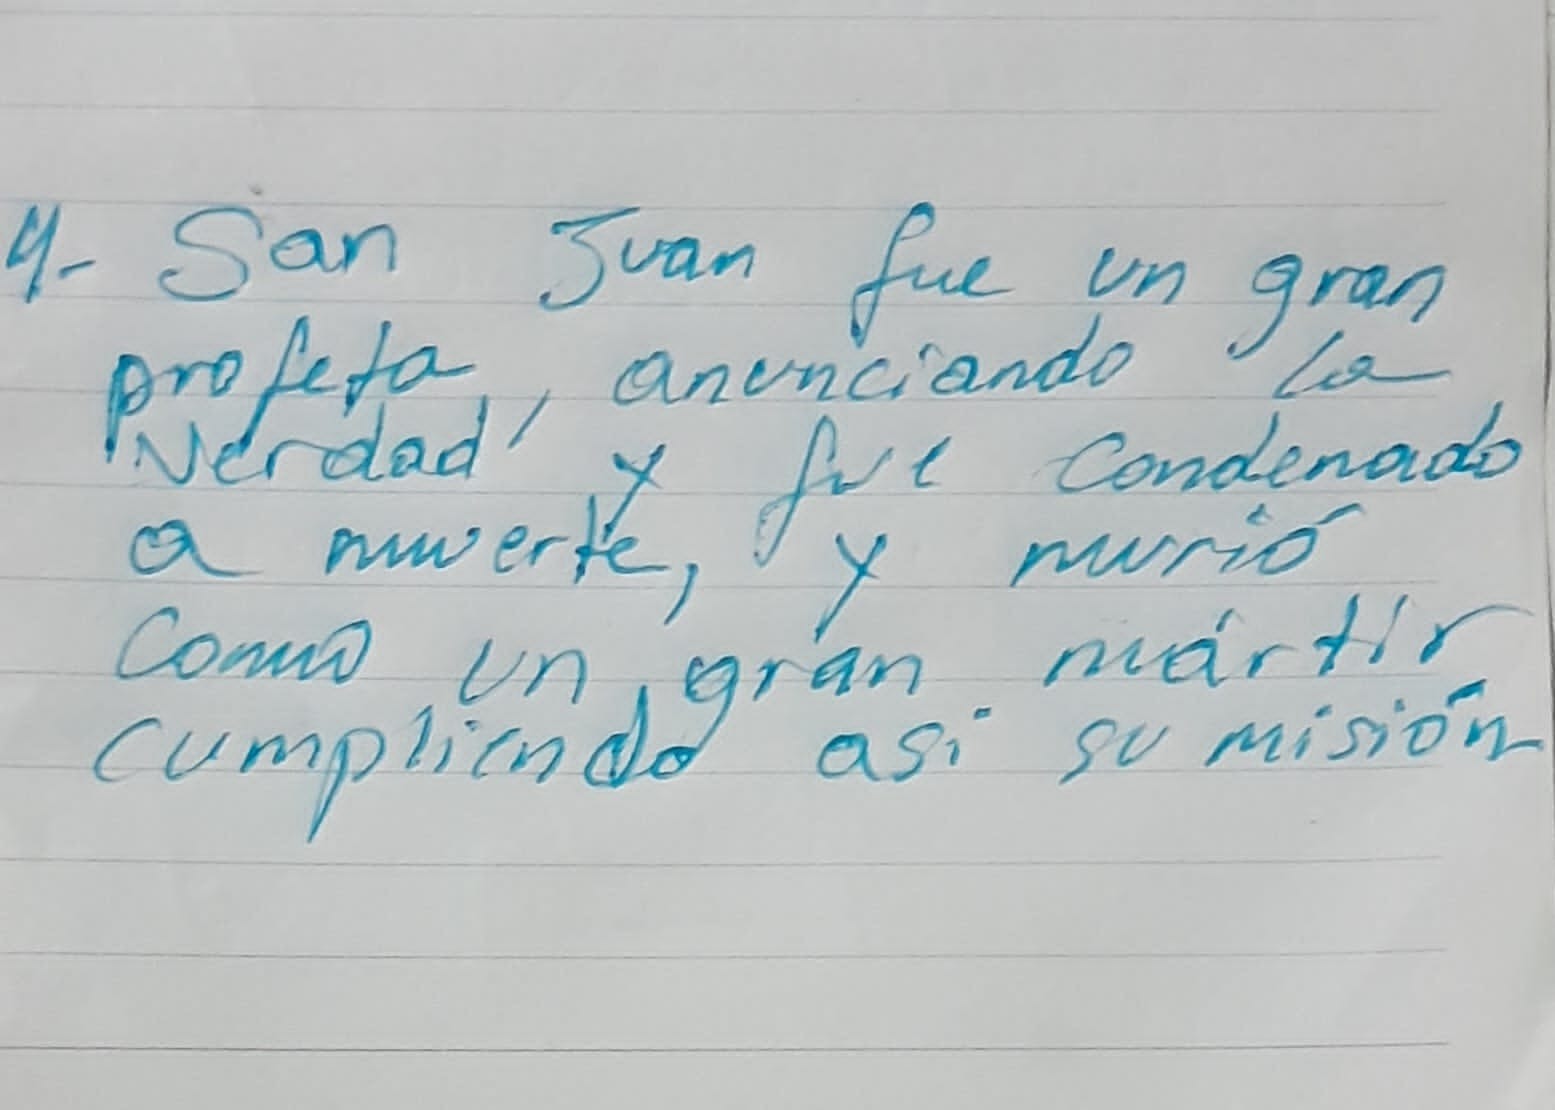 4- San Juan fue un gran
profeta, anunciando la
verdad, y fue condenado
a muerte, y murió
como un gran mártir
cumpliendo así su misión